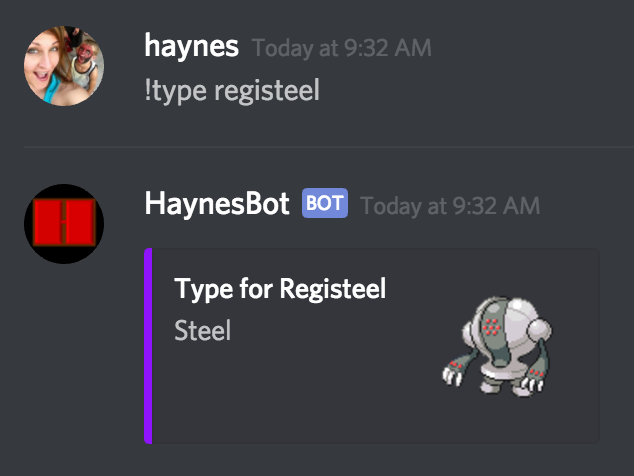 haynes Today at 9:32 AM
!type registeel
HaynesBot BOT Today at 9:32 AM
Type for Registeel
Steel